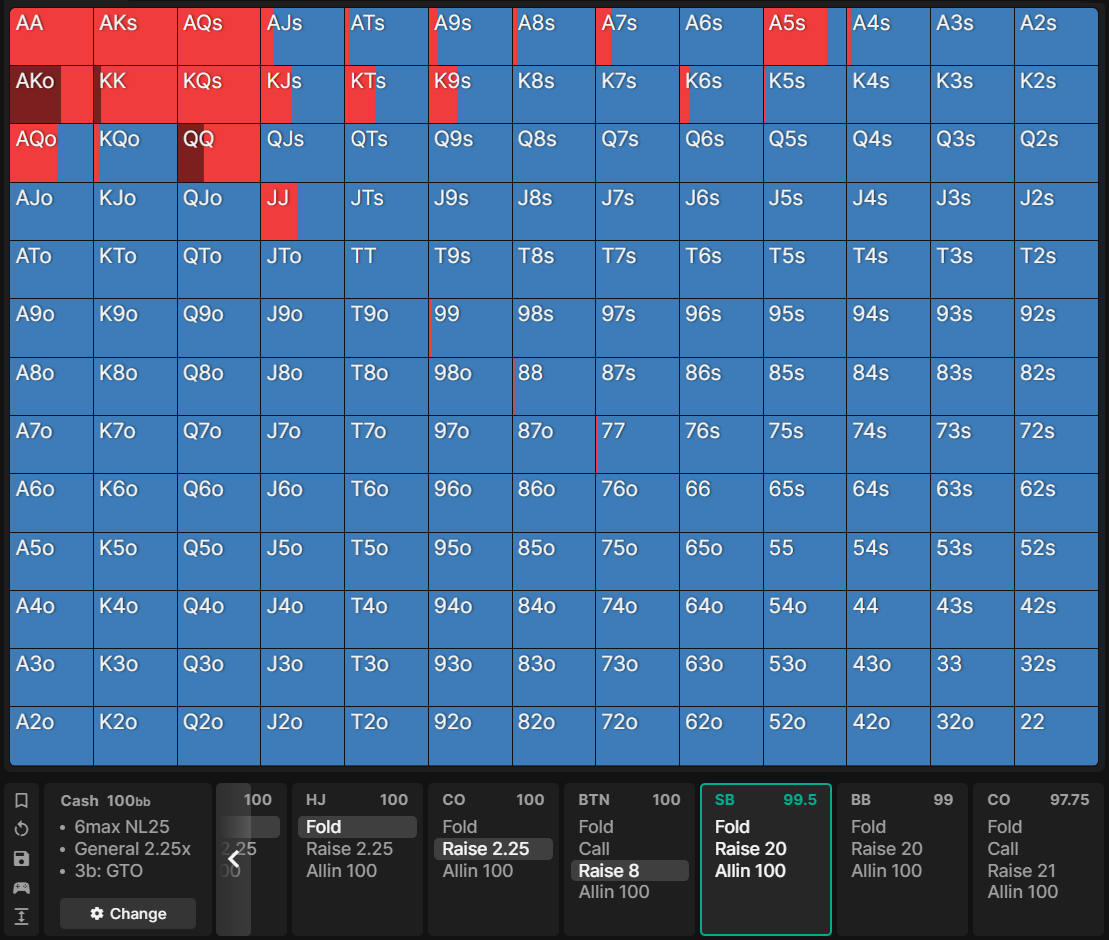 AA AKs AQs AJs ATs A9s A8s A7s A6s A5s A4s A3s A2s
AKo KK KQs KJs KTs K9s K8s K7s K6s K5s K4s K3s K2s
AQo KQo QQ QJs QTs Q9s Q8s Q7s Q6s Q5s Q4s Q3s Q2s
AJo KJo QJo JJ JTs J9s J8s J7s J6s J5s J4s J3s J2s
ATo KTo QTo JTo TT T9s T8s T7s T6s T5s T4s T3s T2s
A9o K9o Q9o J9o T9o 99 98s 97s 96s 95s 94s 93s 92s
A8o K8o Q8o J8o T8o 98o 88 87s 86s 85s 84s 83s 82s
A7o K7o Q7o J7o T7o 97o 87o 77 76s 75s 74s 73s 72s
A6o K6o Q6o J6o T6o 96o 86o 76o 66 65s 64s 63s 62s
A5o K5o Q5o J5o T5o 95o 85o 75o 65o 55 54s 53s 52s
A4o K4o Q4o J4o T4o 94o 84o 74o 64o 54o 44 43s 42s
A3o K3o Q3o J3o T3o 93o 83o 73o 63o 53o 43o 33 32s
A2o K2o Q2o J2o T2o 92o 82o 72o 62o 52o 42o 32o 22
Cash 100bb
• 6max NL25
• General 2.25x
• 3b: GTO
Change
100
2.25
00
HJ 100
Fold
Raise 2.25
Allin 100
CO 100
Fold
Raise 2.25
Allin 100
BTN 100
Fold
Call
Raise 8
Allin 100
SB 99.5
Fold
Raise 20
Allin 100
BB 99
Fold
Raise 20
Allin 100
CO 97.75
Fold
Call
Raise 21
Allin 100